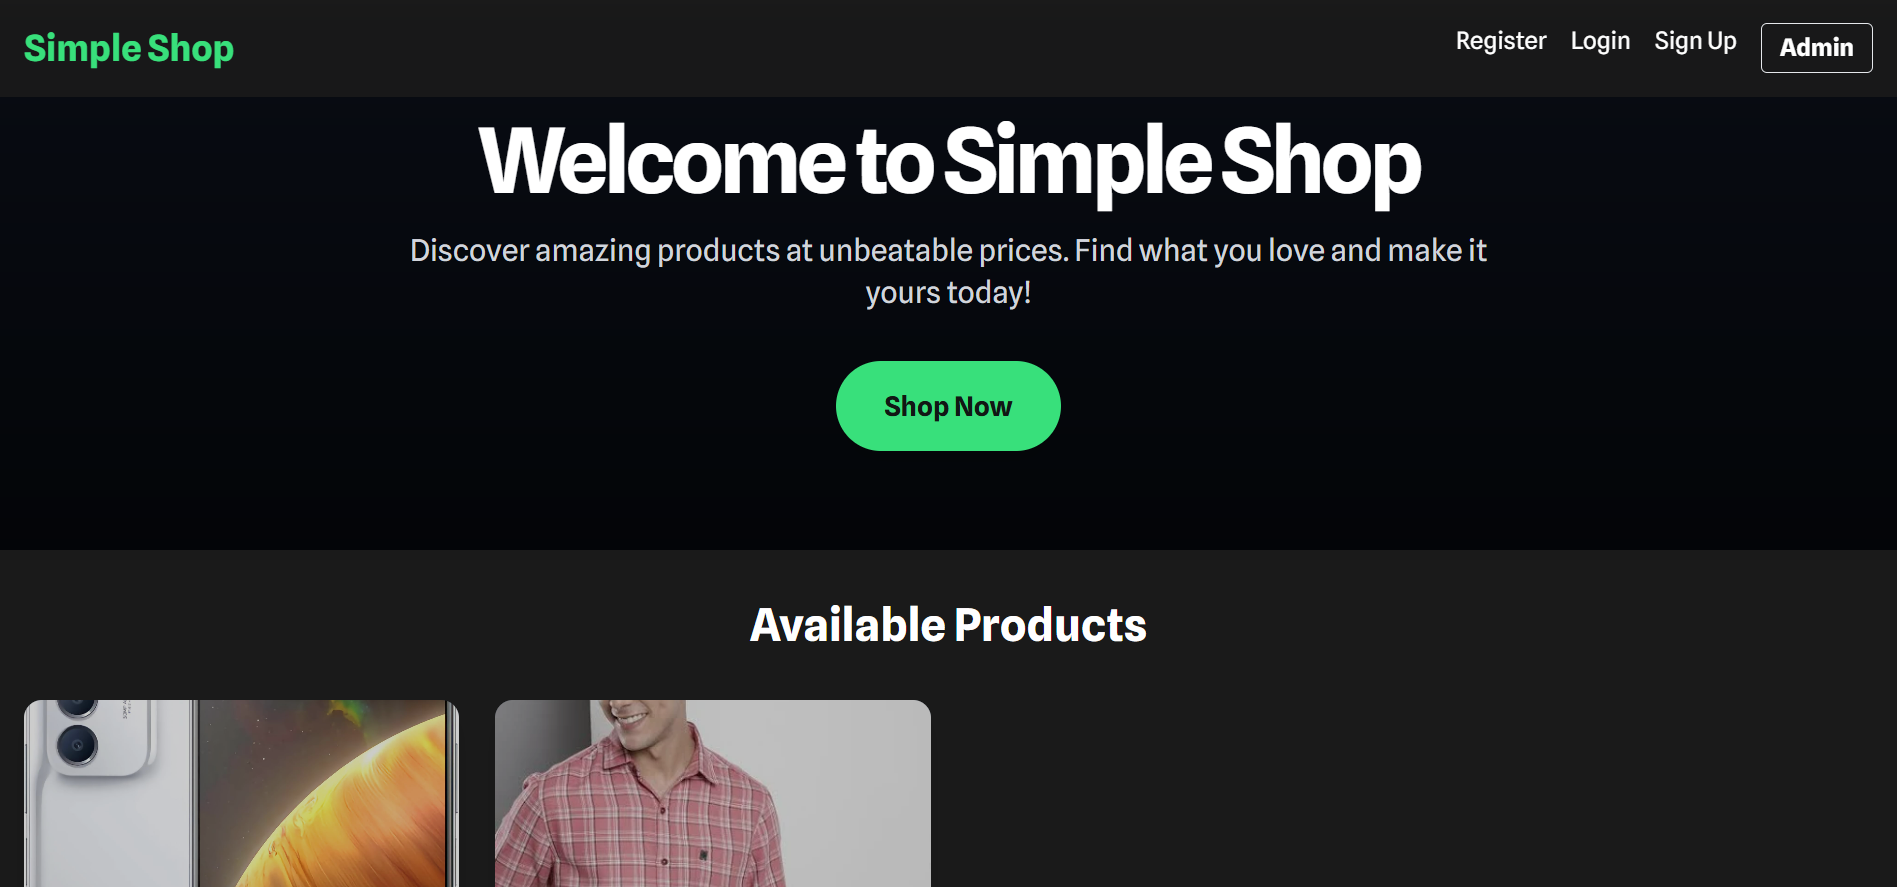 Simple Shop
Register
Login
Sign Up
Admin
Welcome to Simple Shop
Discover amazing products at unbeatable prices. Find what you love and make it
yours today!
Shop Now
Available Products